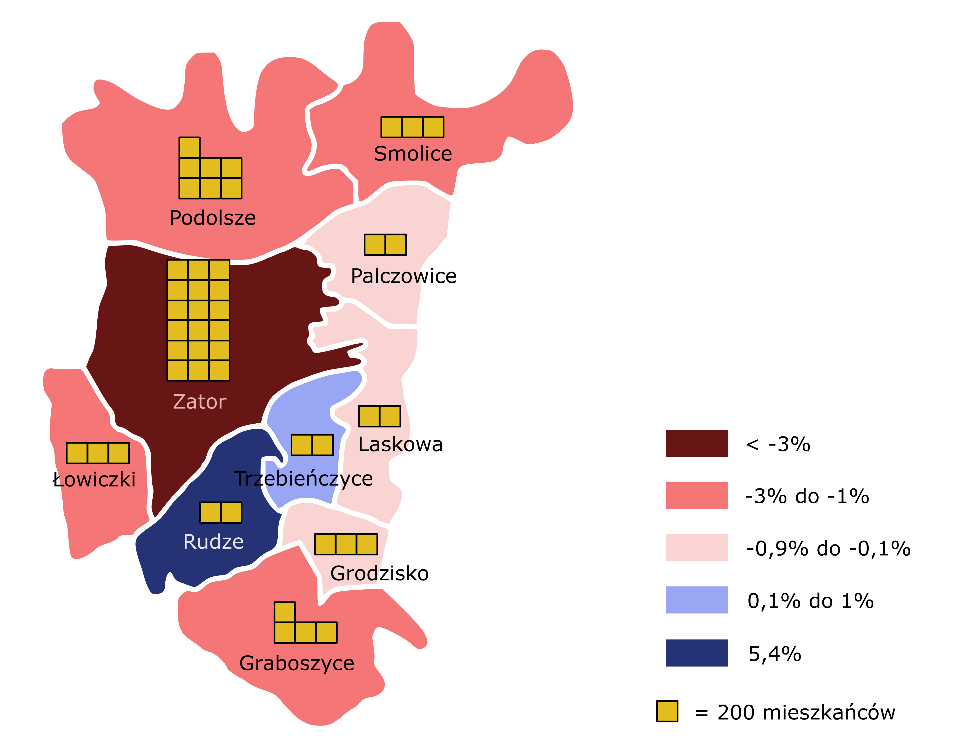 Smolice
Podolsze
Palczowice
Zator
Laskowa
Łowiczki
Trzebieńczyce
Rudze
Grodzisko
Graboszyce
< -3%
-3% do -1%
-0,9% do -0,1%
0,1% do 1%
5,4%
= 200 mieszkańców